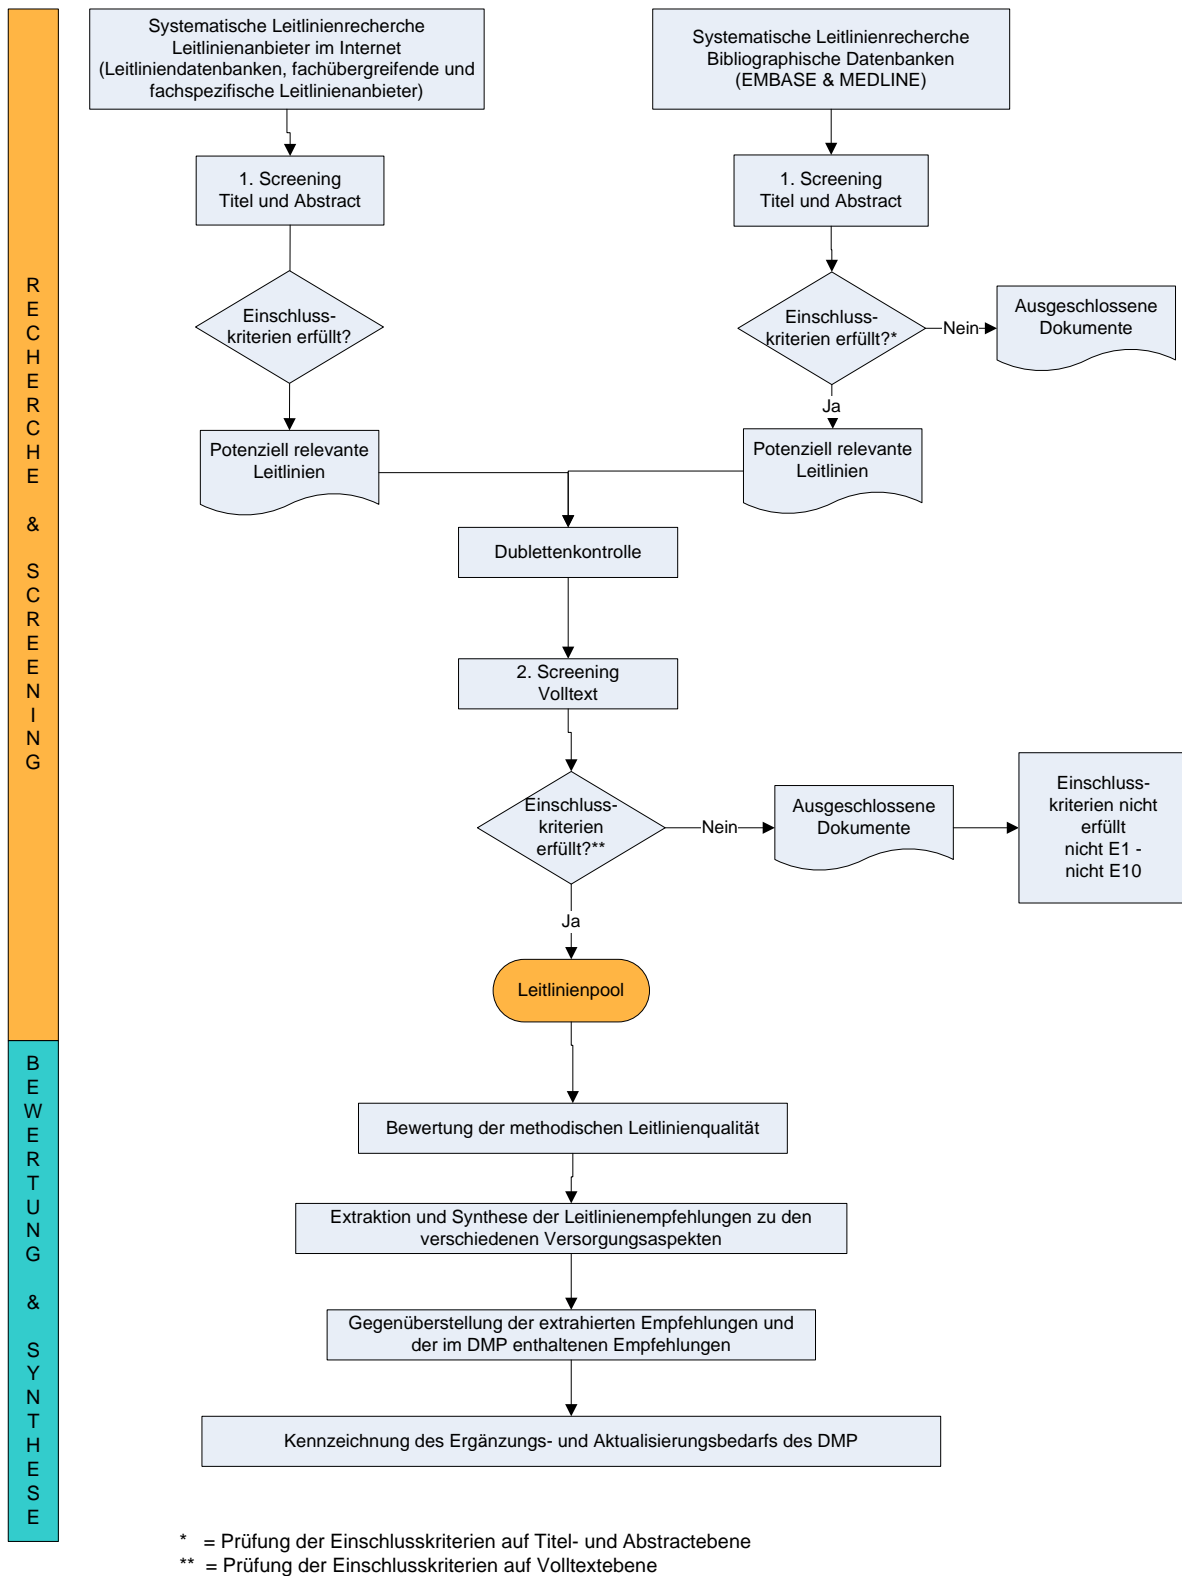 RECHERCHE & SCREENING
Systematische Leitlinienrecherche
Leitlinienanbieter im Internet
(Leitliniendatenbanken, fachübergreifende und
fachspezifische Leitlinienanbieter)
Systematische Leitlinienrecherche
Bibliographische Datenbanken
(EMBASE & MEDLINE)
1. Screening
Titel und Abstract
1. Screening
Titel und Abstract
Einschluss-
kriterien erfüllt?
Einschluss-
kriterien erfüllt?*
Nein
Ausgeschlossene
Dokumente
Ja
Potenziell relevante
Leitlinien
Potenziell relevante
Leitlinien
Dublettenkontrolle
2. Screening
Volltext
Einschluss-
kriterien
erfüllt?**
Nein
Ausgeschlossene
Dokumente
Einschluss-
kriterien nicht
erfüllt
nicht E1 -
nicht E10
Ja
Leitlinienpool
BEWERTUNG & SYNTHESE
Bewertung der methodischen Leitlinienqualität
Extraktion und Synthese der Leitlinienempfehlungen zu den
verschiedenen Versorgungsaspekten
Gegenüberstellung der extrahierten Empfehlungen und
der im DMP enthaltenen Empfehlungen
Kennzeichnung des Ergänzungs- und Aktualisierungsbedarfs des DMP
* = Prüfung der Einschlusskriterien auf Titel- und Abstractebene
** = Prüfung der Einschlusskriterien auf Volltextebene